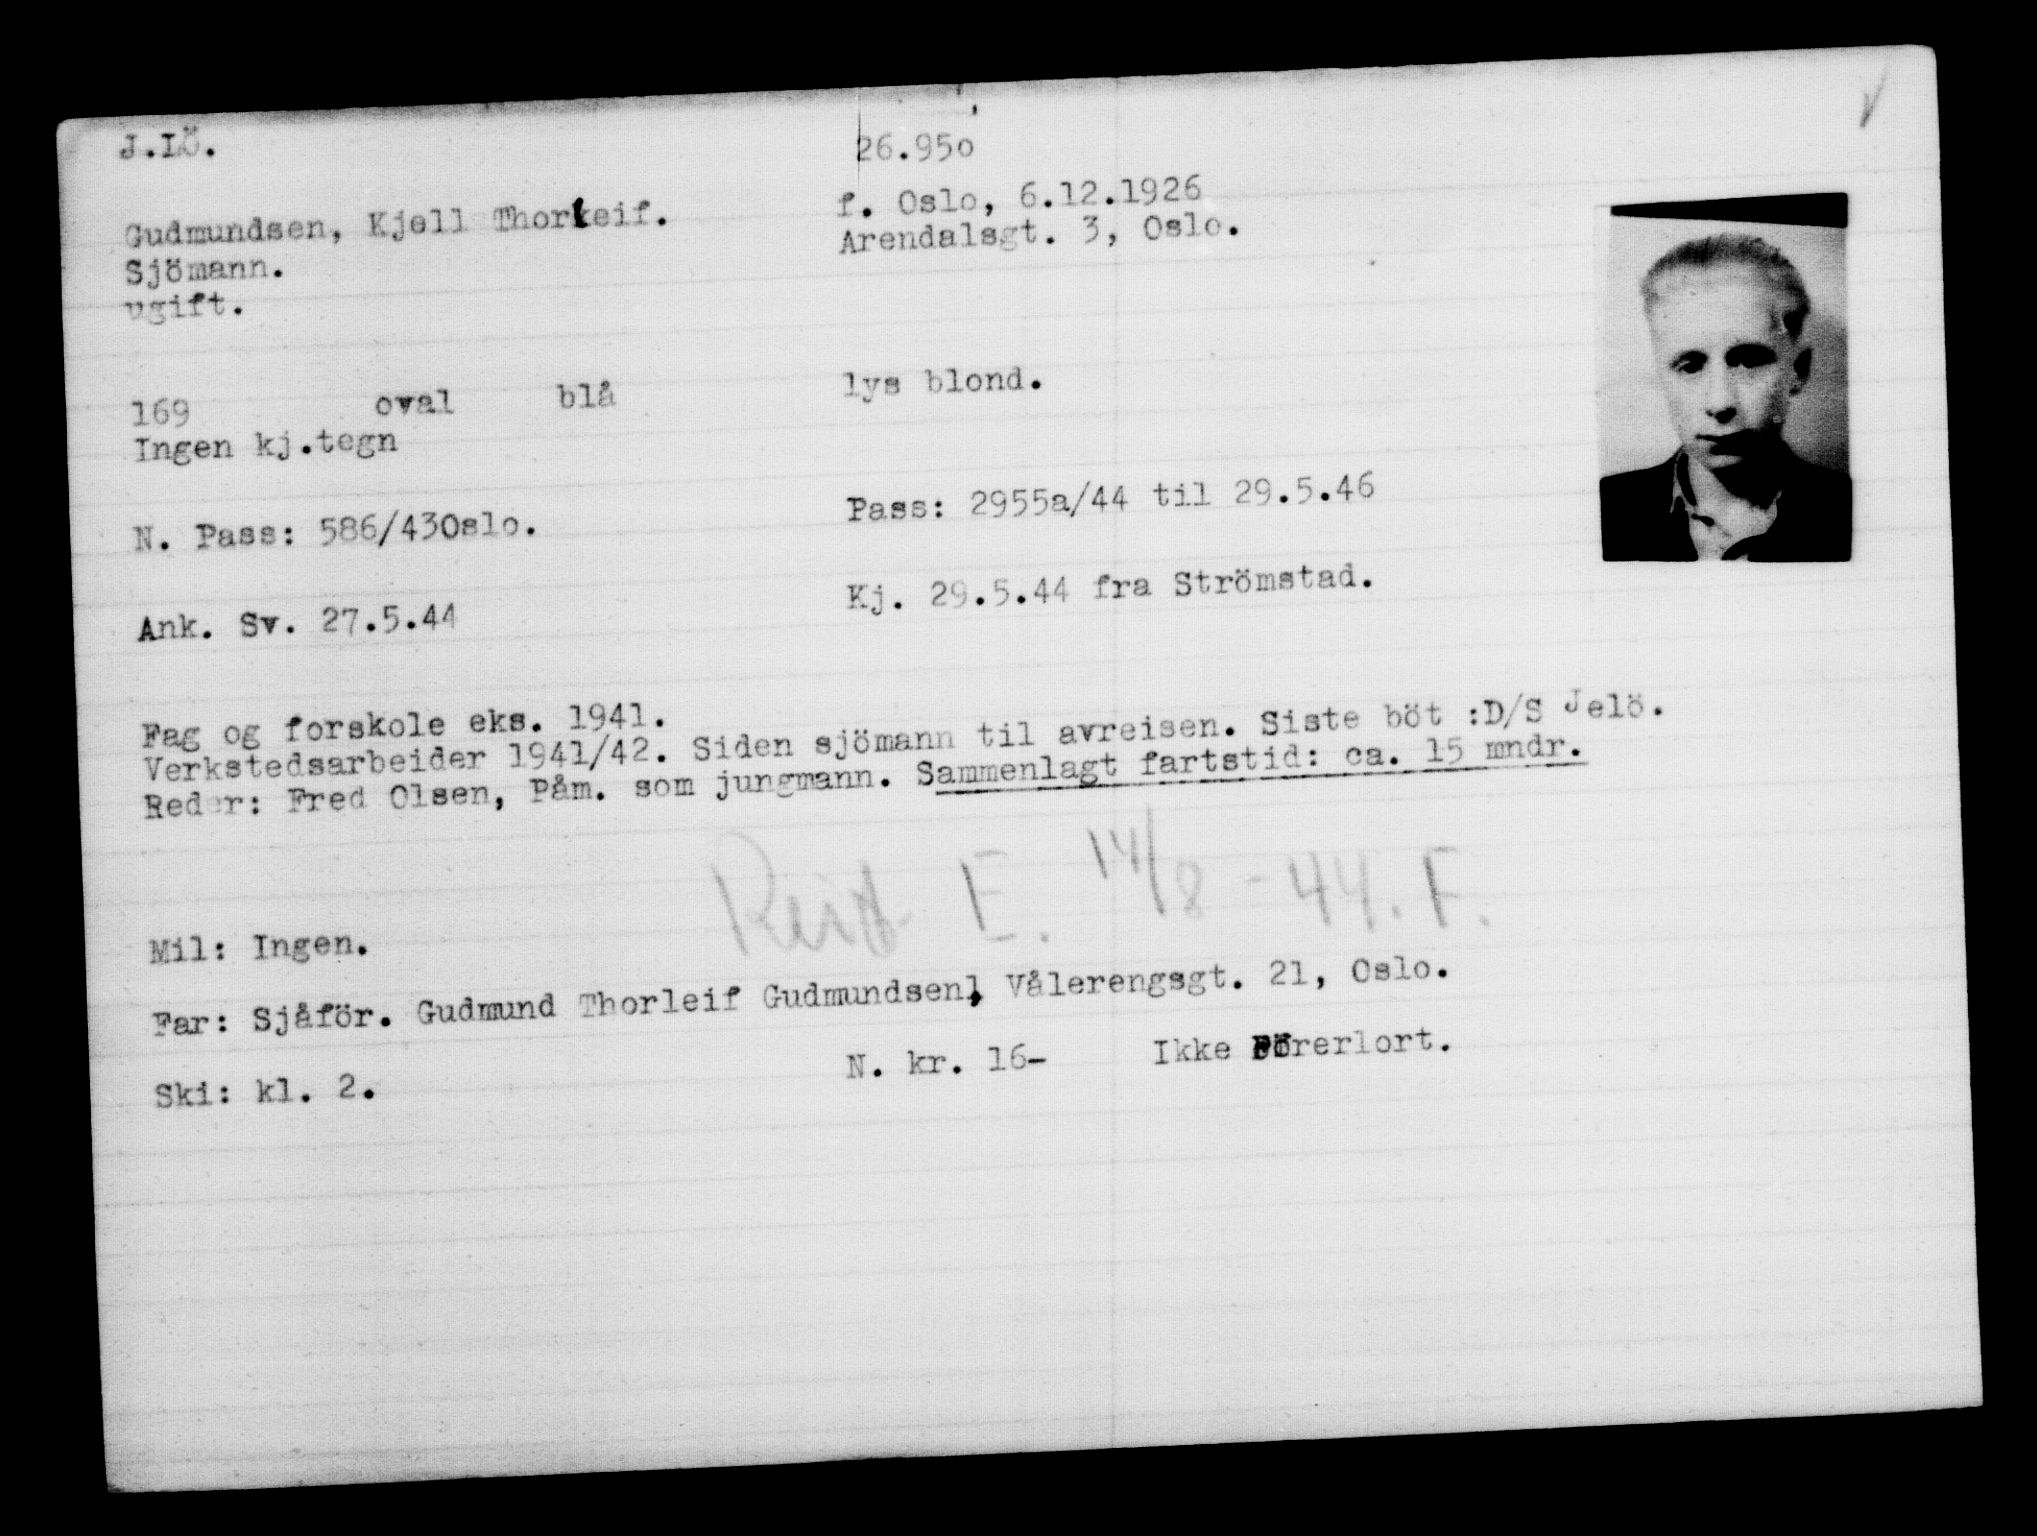 J.Iö.
26.95o
Gudmundsen, Kjell Thorleif.
f. Oslo, 6.12.1926
Sjömann.
Arendalsgt. 3, Oslo.
ugift.
169 oval blå lys blond.
Ingen kj.tegn
N. Pass: 586/43Oslo.
Pass: 2955a/44 til 29.5.46
Ank. Sv. 27.5.44
Kj. 29.5.44 fra Strömstad.
Fag og forskole eks. 1941.
Verkstedsarbeider 1941/42. Siden sjömann til avreisen. Siste böt :D/S Jelö.
Reder: Fred Olsen, Påm. som jungmann. Sammenlagt fartstid: ca. 15 mndr.
E. 14/8 - 44. F.
Mil: Ingen.
Far: Sjåför. Gudmund Thorleif Gudmundsen, Vålerengsgt. 21, Oslo.
Ski: kl. 2.
N. kr. 16- Ikke Förerlort.